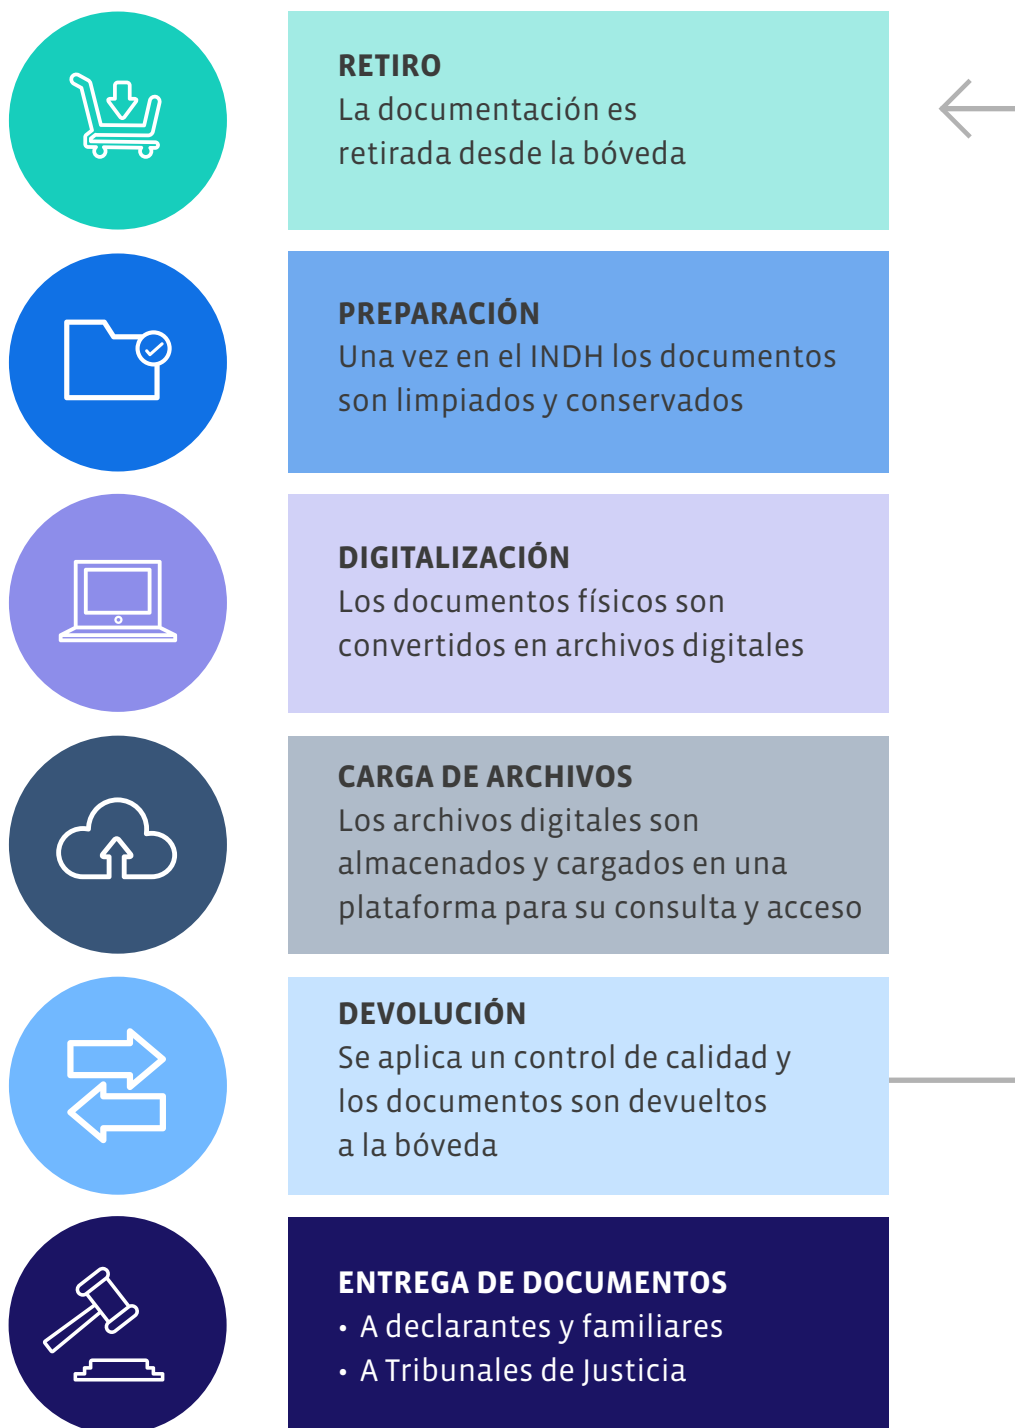 RETIRO
La documentación es
retirada desde la bóveda
PREPARACIÓN
Una vez en el INDH los documentos
son limpiados y conservados
DIGITALIZACIÓN
Los documentos físicos son
convertidos en archivos digitales
CARGA DE ARCHIVOS
Los archivos digitales son
almacenados y cargados en una
plataforma para su consulta y acceso
DEVOLUCIÓN
Se aplica un control de calidad y
los documentos son devueltos
a la bóveda
ENTREGA DE DOCUMENTOS
• A declarantes y familiares
• A Tribunales de Justicia